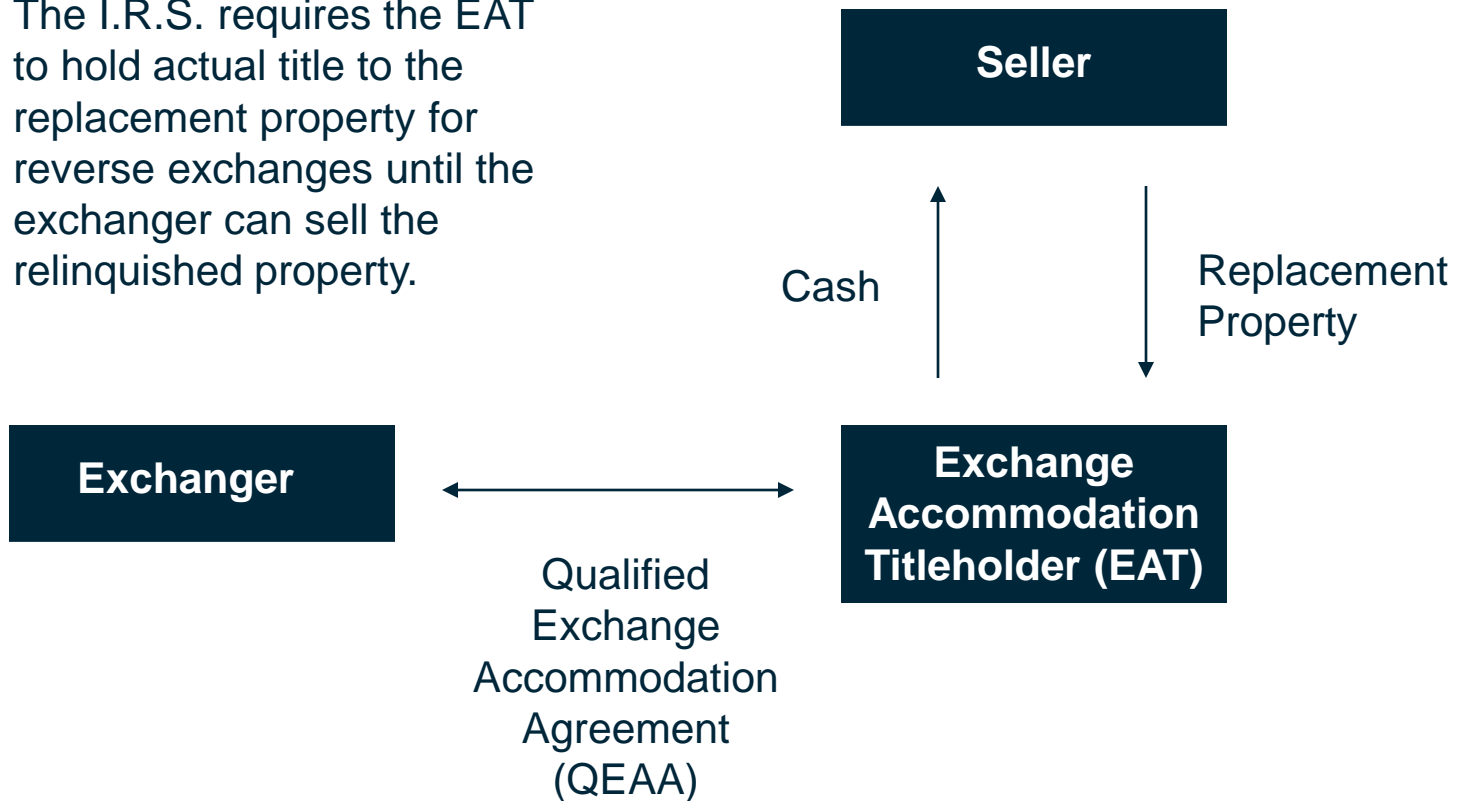 The I.R.S. requires the EAT
to hold actual title to the
replacement property for
reverse exchanges until the
exchanger can sell the
relinquished property.
Seller
Cash
Replacement
Property
Exchanger
Exchange
Accommodation
Titleholder (EAT)
Qualified
Exchange
Accommodation
Agreement
(QEAA)